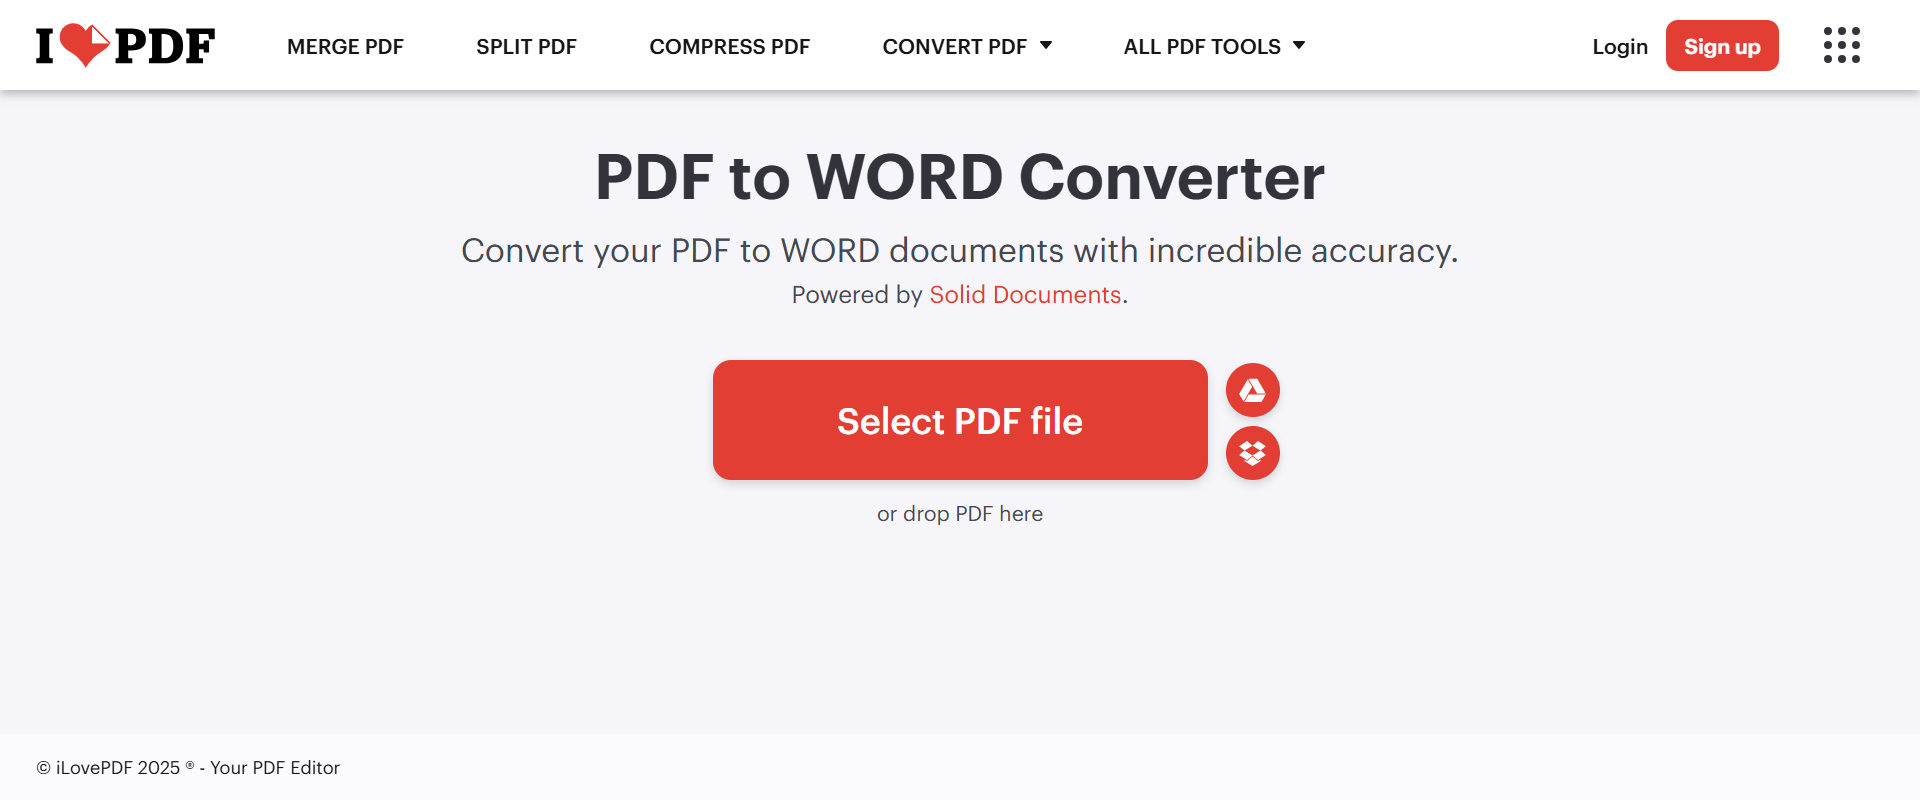 I PDF
MERGE PDF
SPLIT PDF
COMPRESS PDF
CONVERT PDF
ALL PDF TOOLS
Login
Sign up
PDF to WORD Converter
Convert your PDF to WORD documents with incredible accuracy.
Powered by Solid Documents.
Select PDF file
or drop PDF here
© iLovePDF 2025 ® - Your PDF Editor